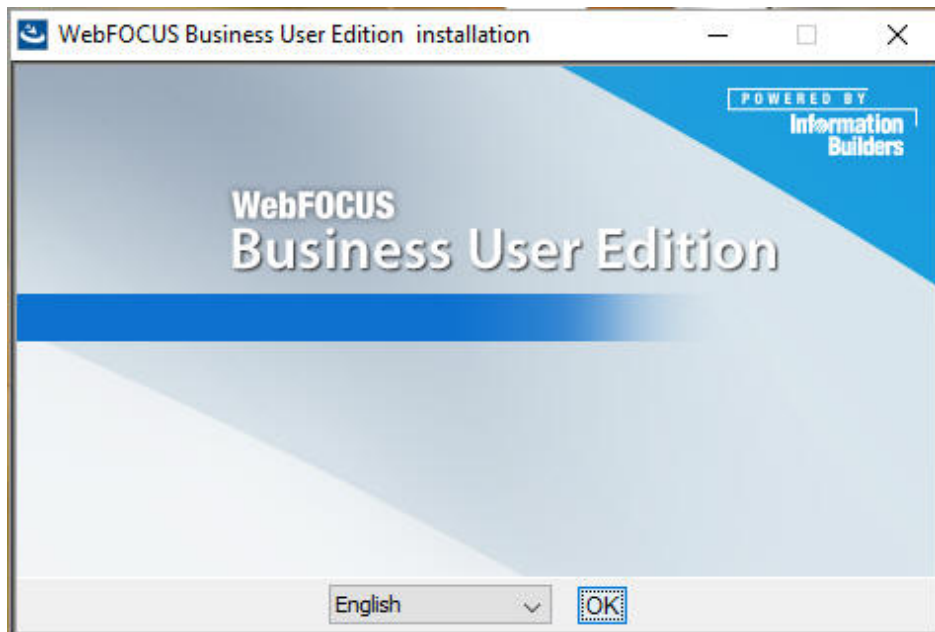 WebFOCUS Business User Edition installation
POWERED BY
Information
Builders
WebFOCUS
Business User Edition
English
OK